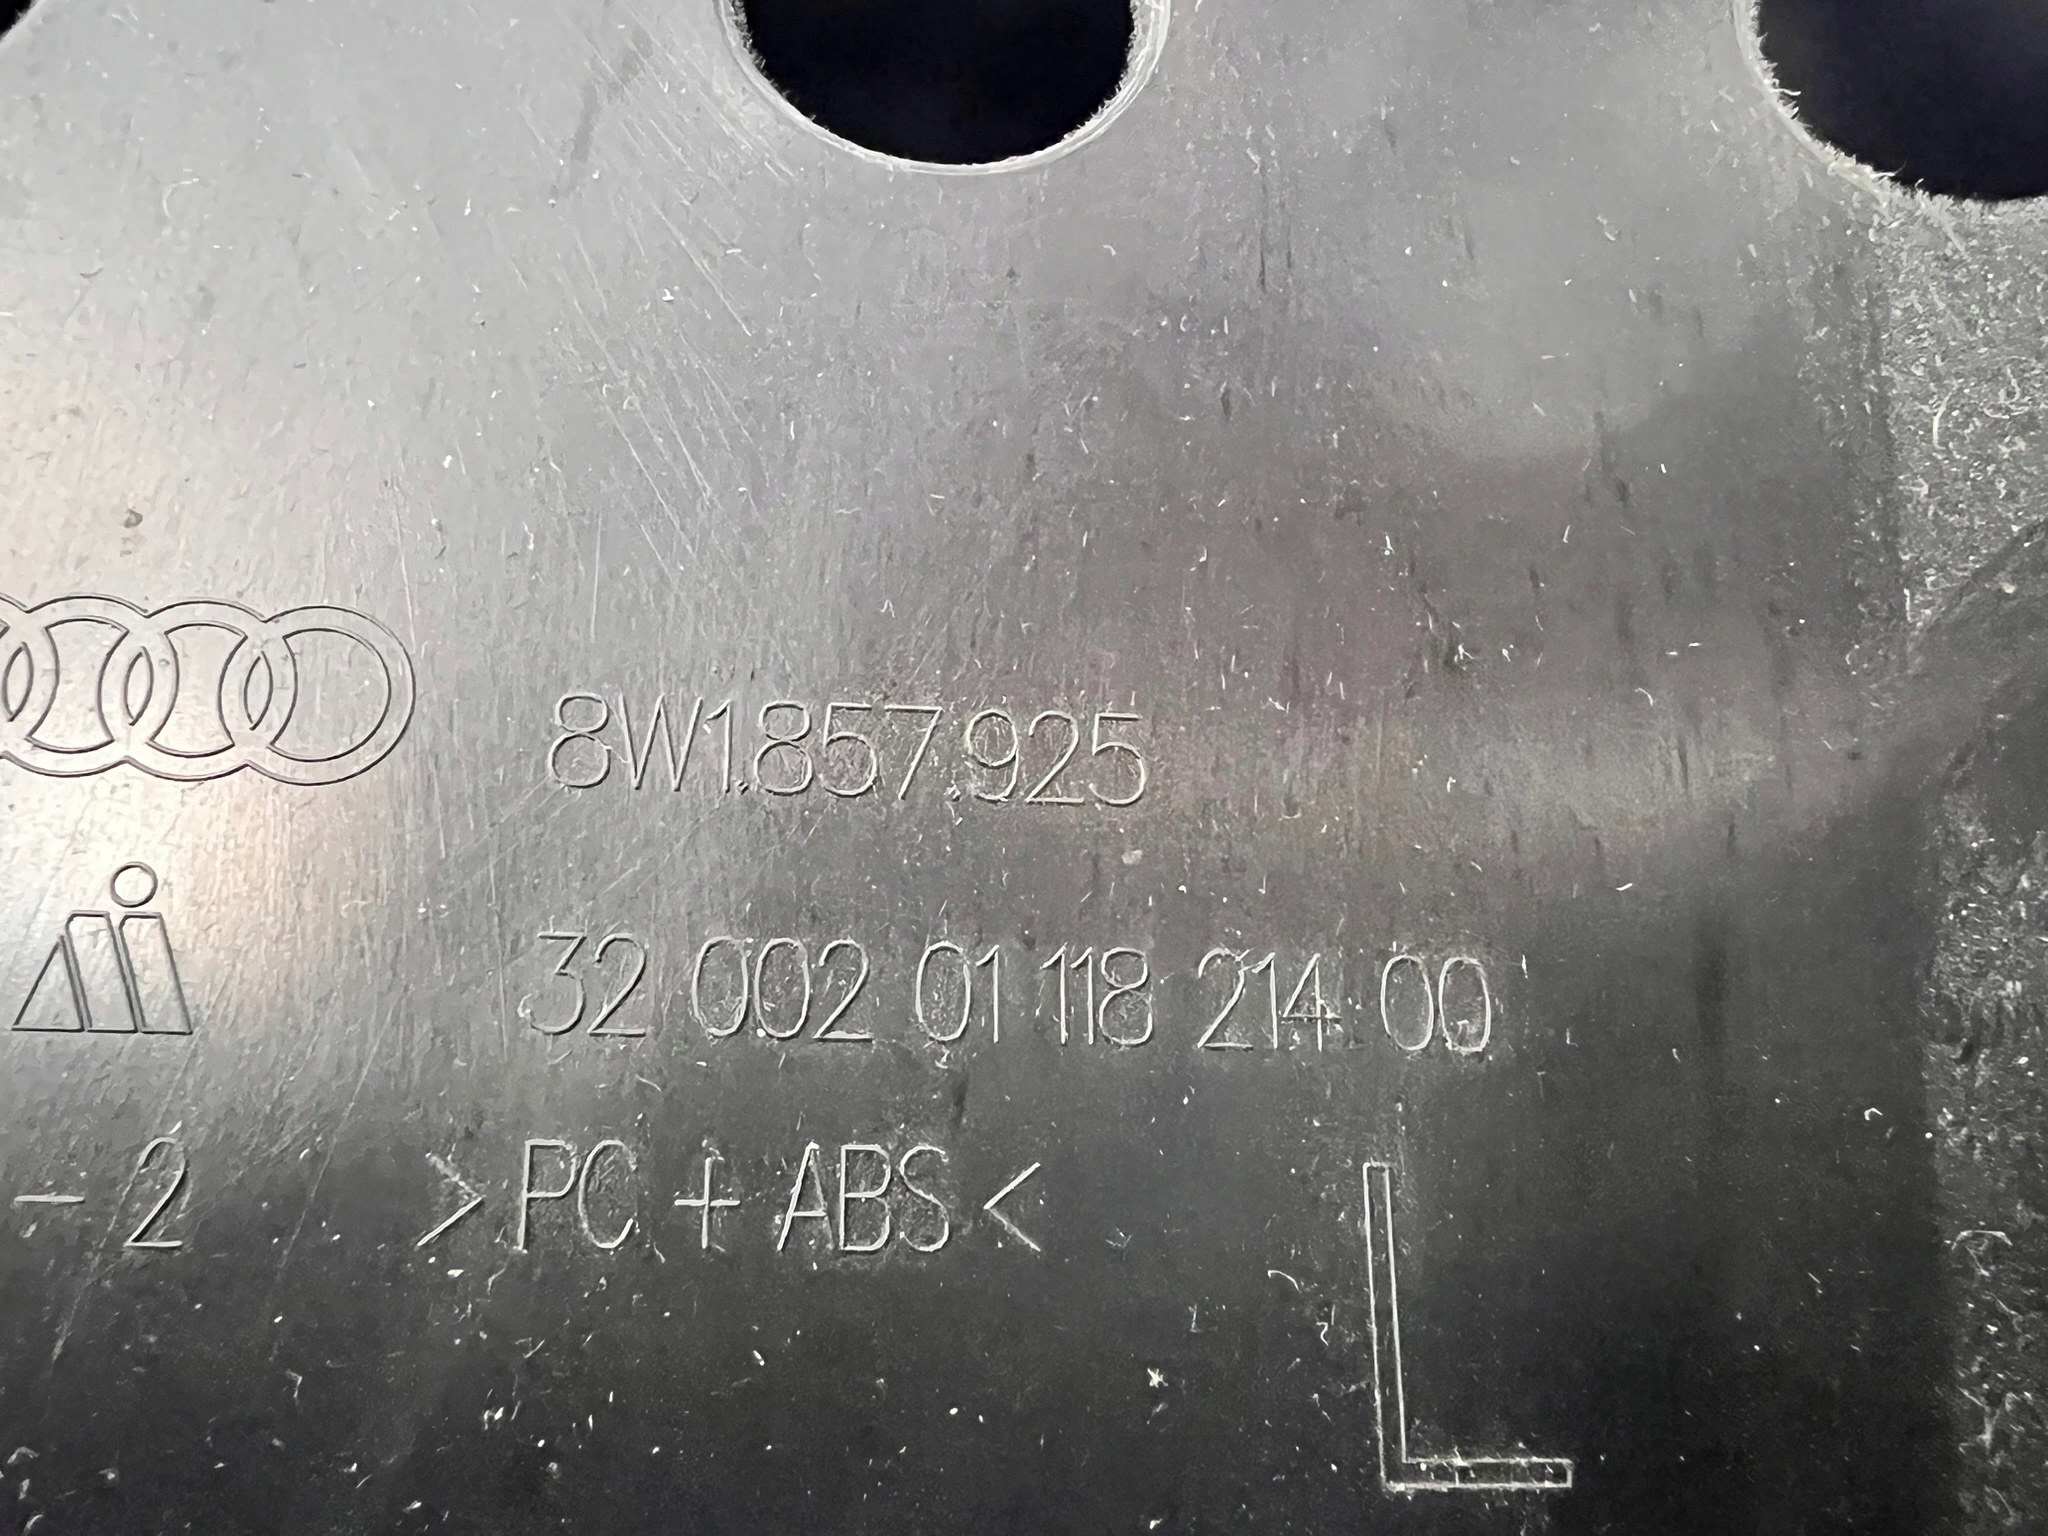 8W1.857.925
32 002 01 118 214 00
- 2 >PC + ABS<
L